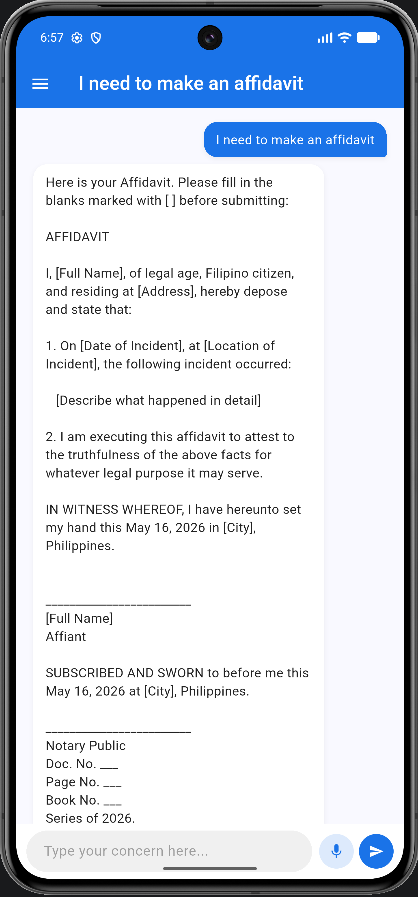 6:57
I need to make an affidavit
I need to make an affidavit
Here is your Affidavit. Please fill in the
blanks marked with [ ] before submitting:
AFFIDAVIT
I, [Full Name], of legal age, Filipino citizen,
and residing at [Address], hereby depose
and state that:
1. On [Date of Incident], at [Location of
Incident], the following incident occurred:
[Describe what happened in detail]
2. I am executing this affidavit to attest to
the truthfulness of the above facts for
whatever legal purpose it may serve.
IN WITNESS WHEREOF, I have hereunto set
my hand this May 16, 2026 in [City],
Philippines.
________________________
[Full Name]
Affiant
SUBSCRIBED AND SWORN to before me this
May 16, 2026 at [City], Philippines.
________________________
Notary Public
Doc. No. ___
Page No. ___
Book No. ___
Series of 2026.
Type your concern here...